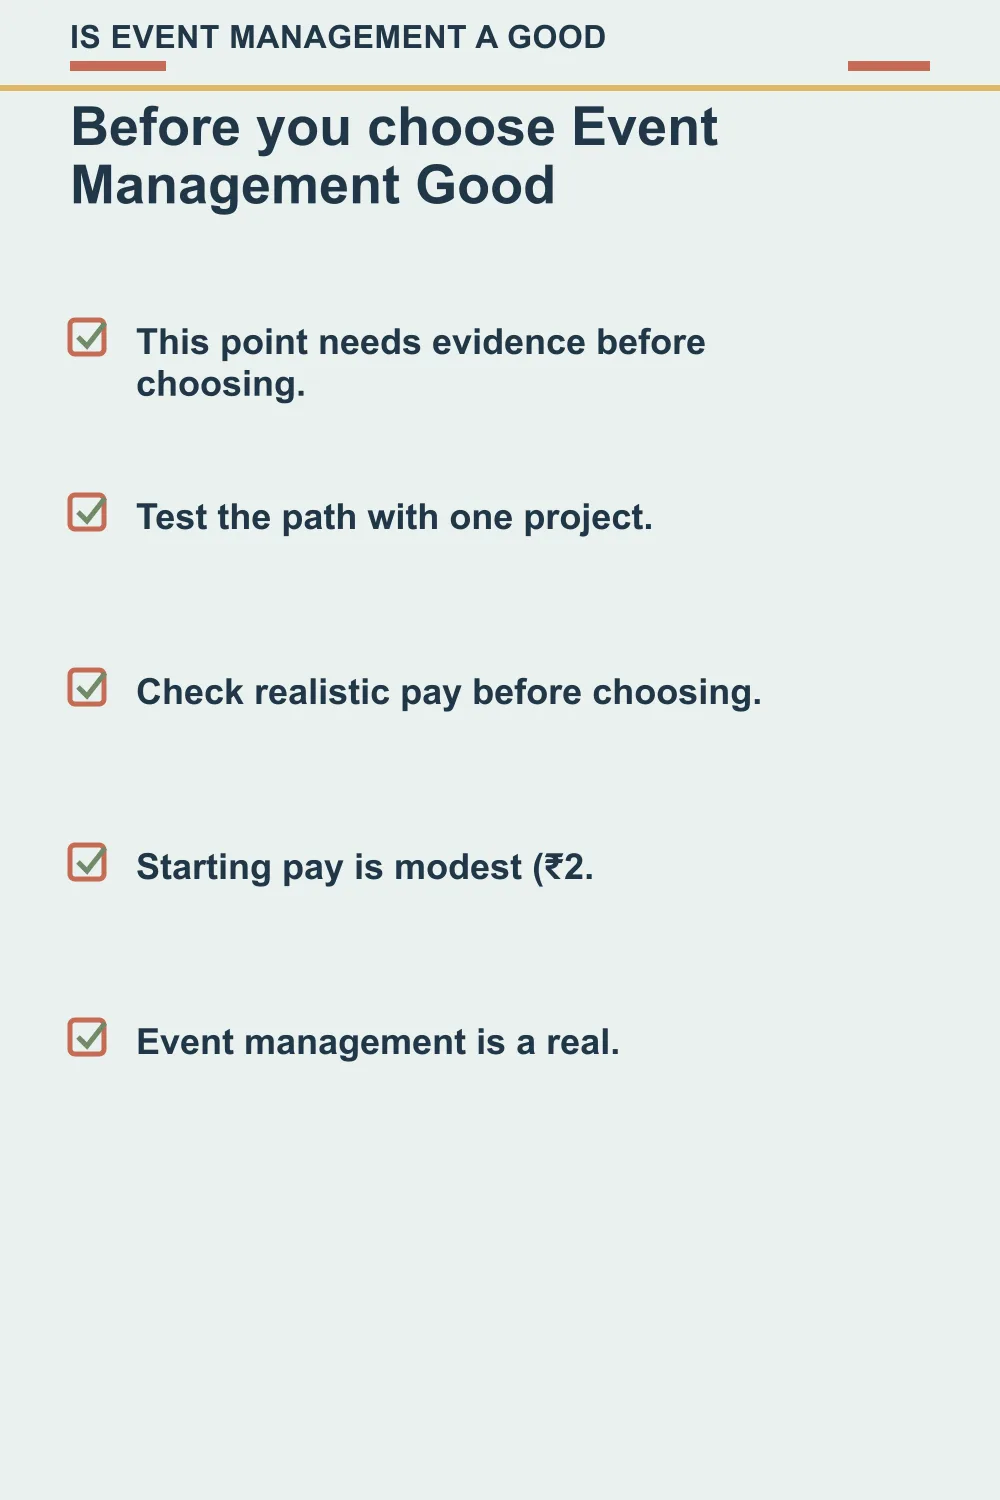 IS EVENT MANAGEMENT A GOOD
Before you choose Event
Management Good
This point needs evidence before
choosing.
Test the path with one project.
Check realistic pay before choosing.
Starting pay is modest (₹2.
Event management is a real.